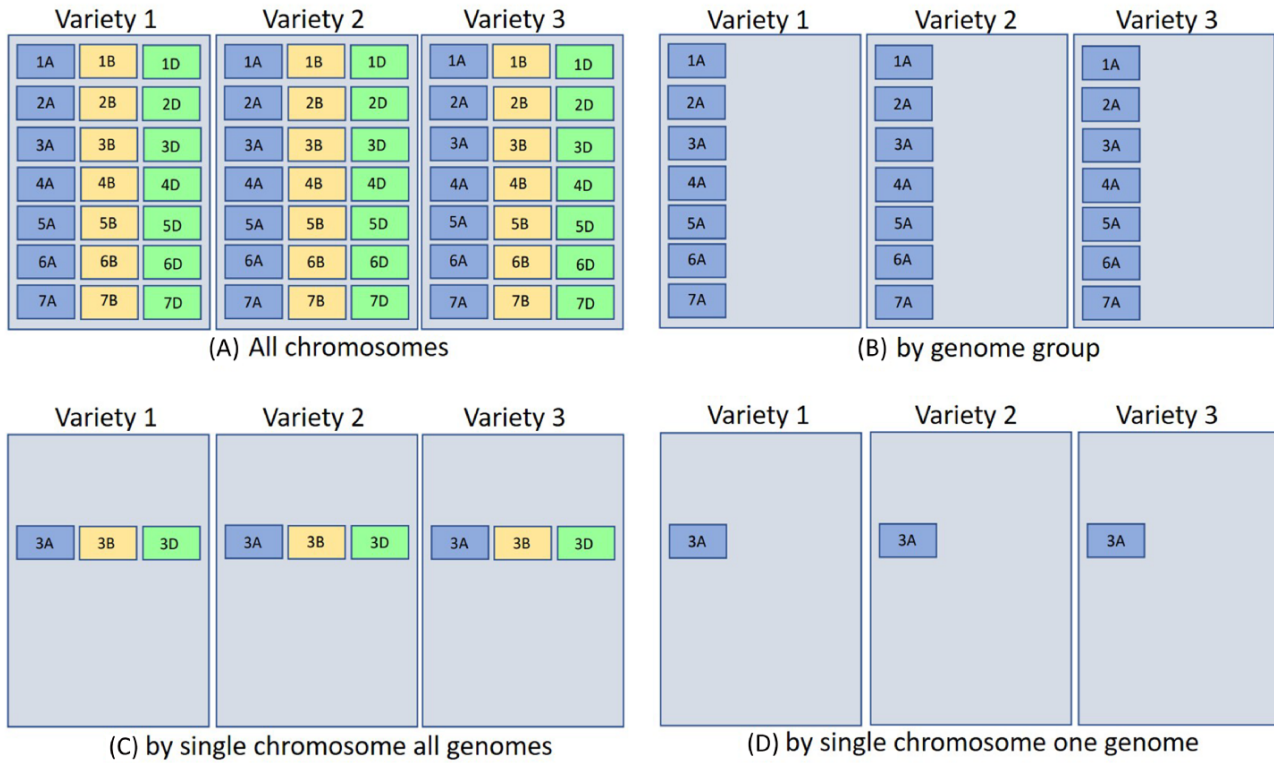 Variety 1 Variety 2 Variety 3
1A 1B 1D 1A 1B 1D 1A 1B 1D
2A 2B 2D 2A 2B 2D 2A 2B 2D
3A 3B 3D 3A 3B 3D 3A 3B 3D
4A 4B 4D 4A 4B 4D 4A 4B 4D
5A 5B 5D 5A 5B 5D 5A 5B 5D
6A 6B 6D 6A 6B 6D 6A 6B 6D
7A 7B 7D 7A 7B 7D 7A 7B 7D
(A) All chromosomes
Variety 1 Variety 2 Variety 3
1A 1A 1A
2A 2A 2A
3A 3A 3A
4A 4A 4A
5A 5A 5A
6A 6A 6A
7A 7A 7A
(B) by genome group
Variety 1 Variety 2 Variety 3
3A 3B 3D 3A 3B 3D 3A 3B 3D
(C) by single chromosome all genomes
Variety 1 Variety 2 Variety 3
3A 3A 3A
(D) by single chromosome one genome